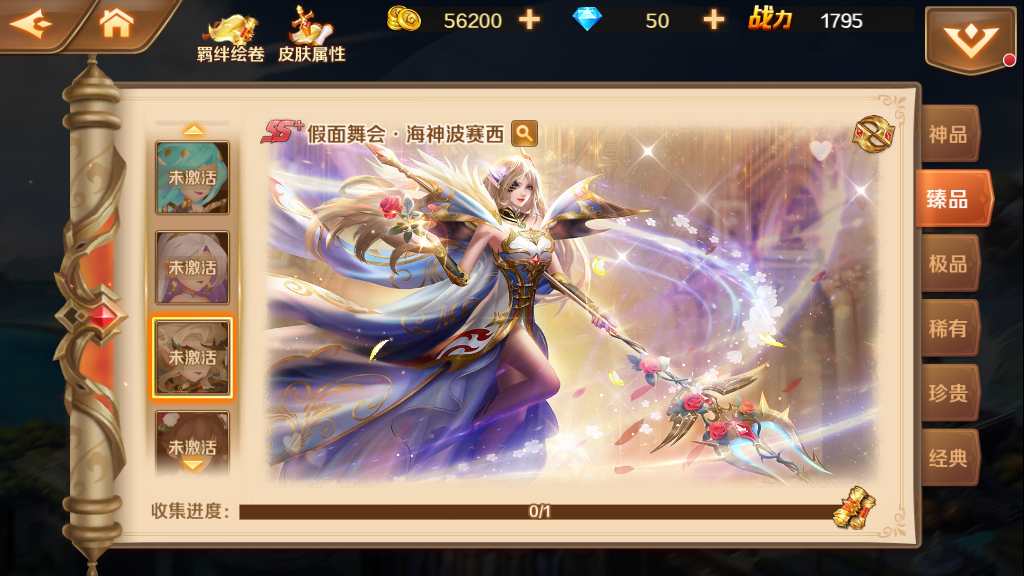 56200
50
战力 1795
羁绊绘卷 皮肤属性
SS+ 假面舞会·海神波赛西
未激活
未激活
未激活
未激活
收集进度：
0/1
神品
臻品
极品
稀有
珍贵
经典